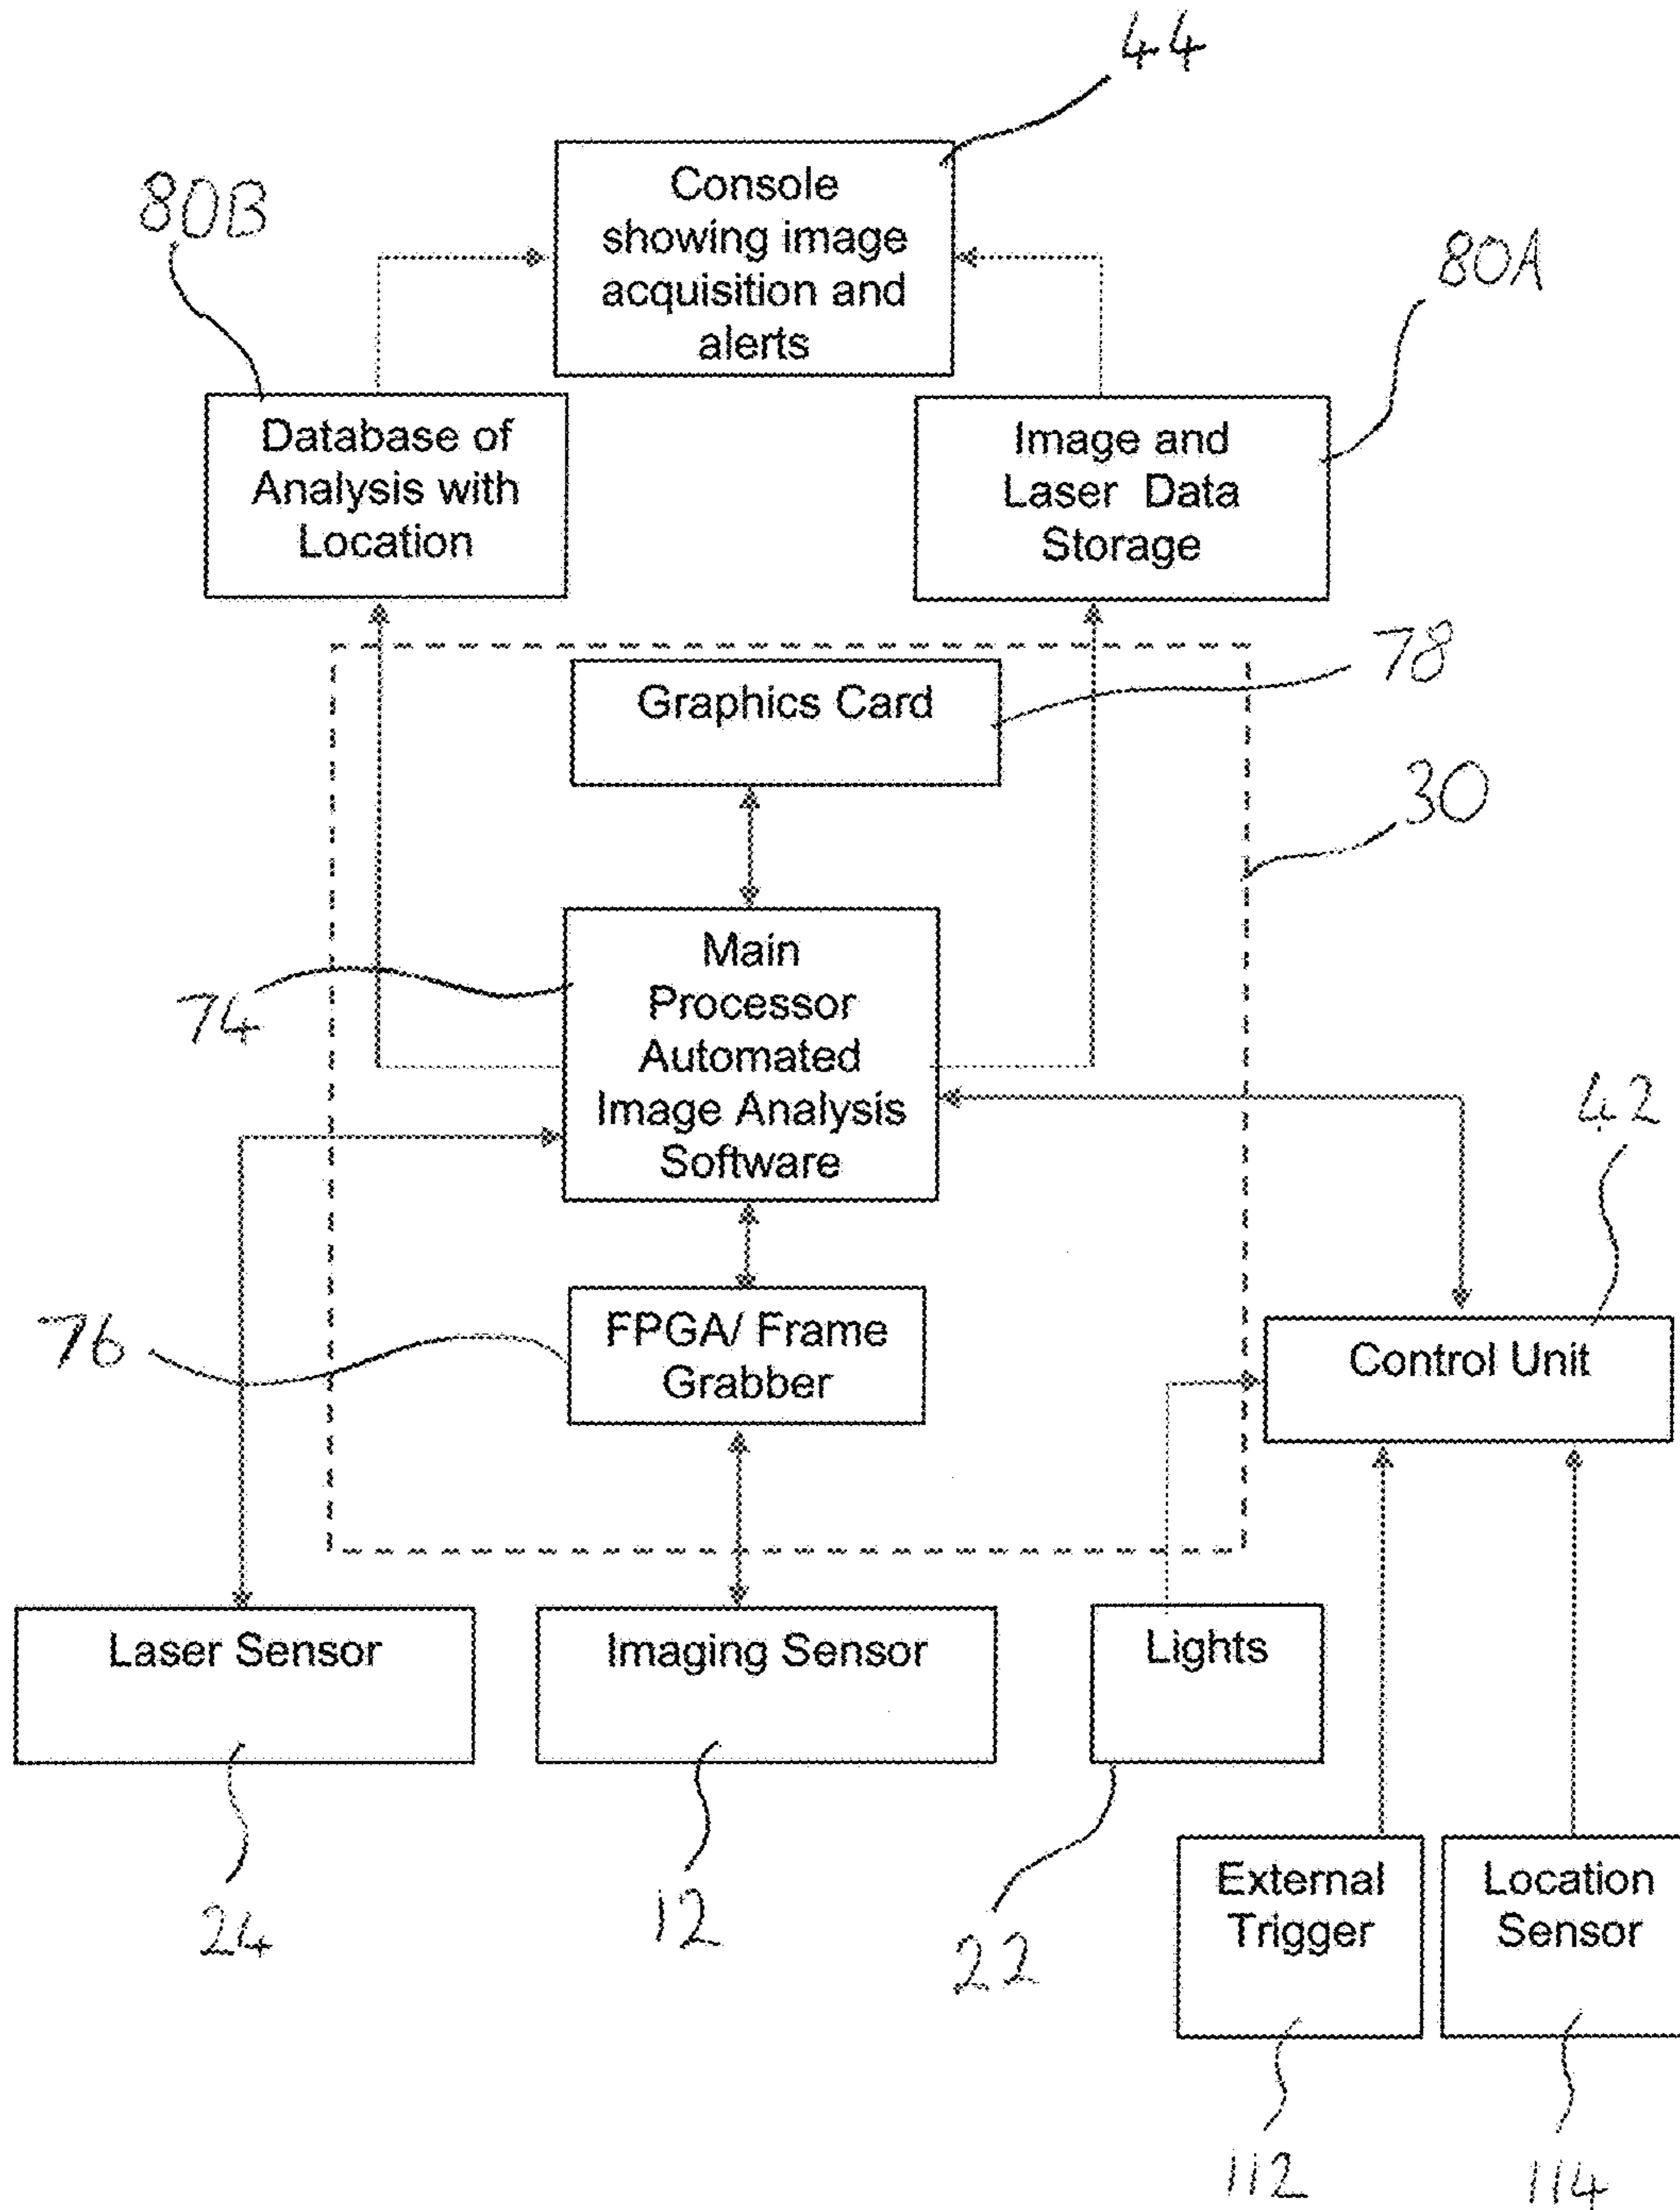 44
Console
showing image
acquisition and
alerts
80B
80A
Database of
Analysis with
Location
Image and
Laser Data
Storage
78
Graphics Card
30
Main
Processor
Automated
Image Analysis
Software
74
42
76
FPGA/ Frame
Grabber
Control Unit
Laser Sensor
Imaging Sensor
Lights
24
12
22
External
Trigger
Location
Sensor
112
114